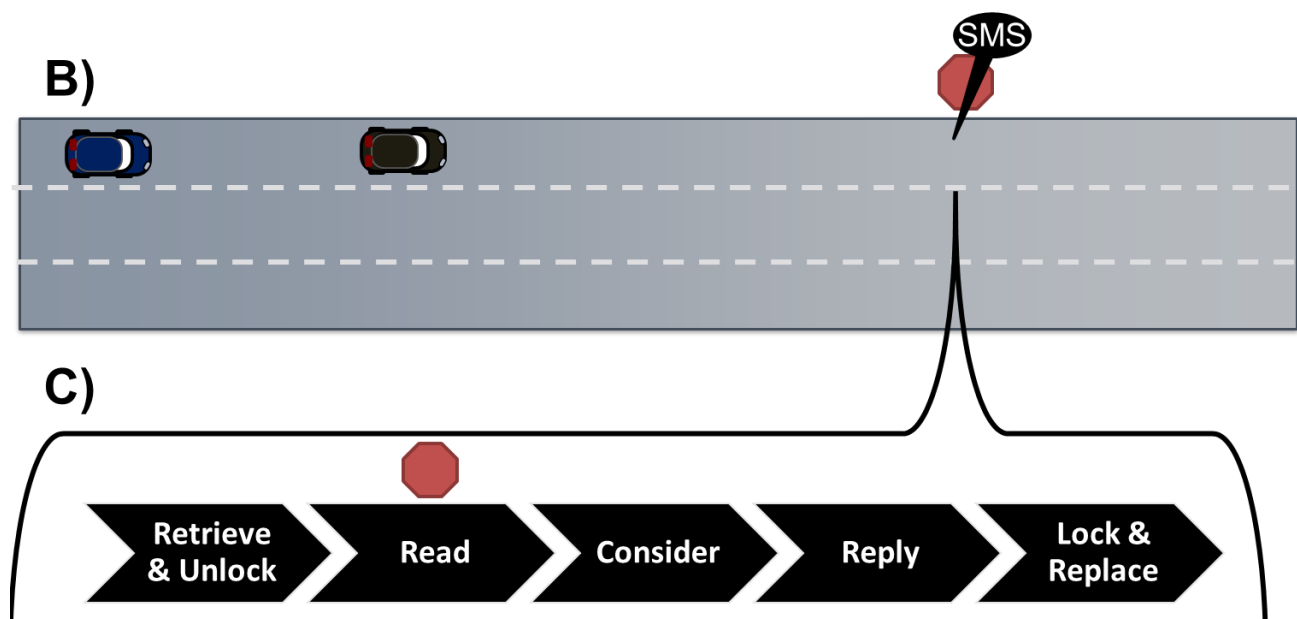 SMS
B)
C)
Retrieve
& Unlock
Read
Consider
Reply
Lock &
Replace